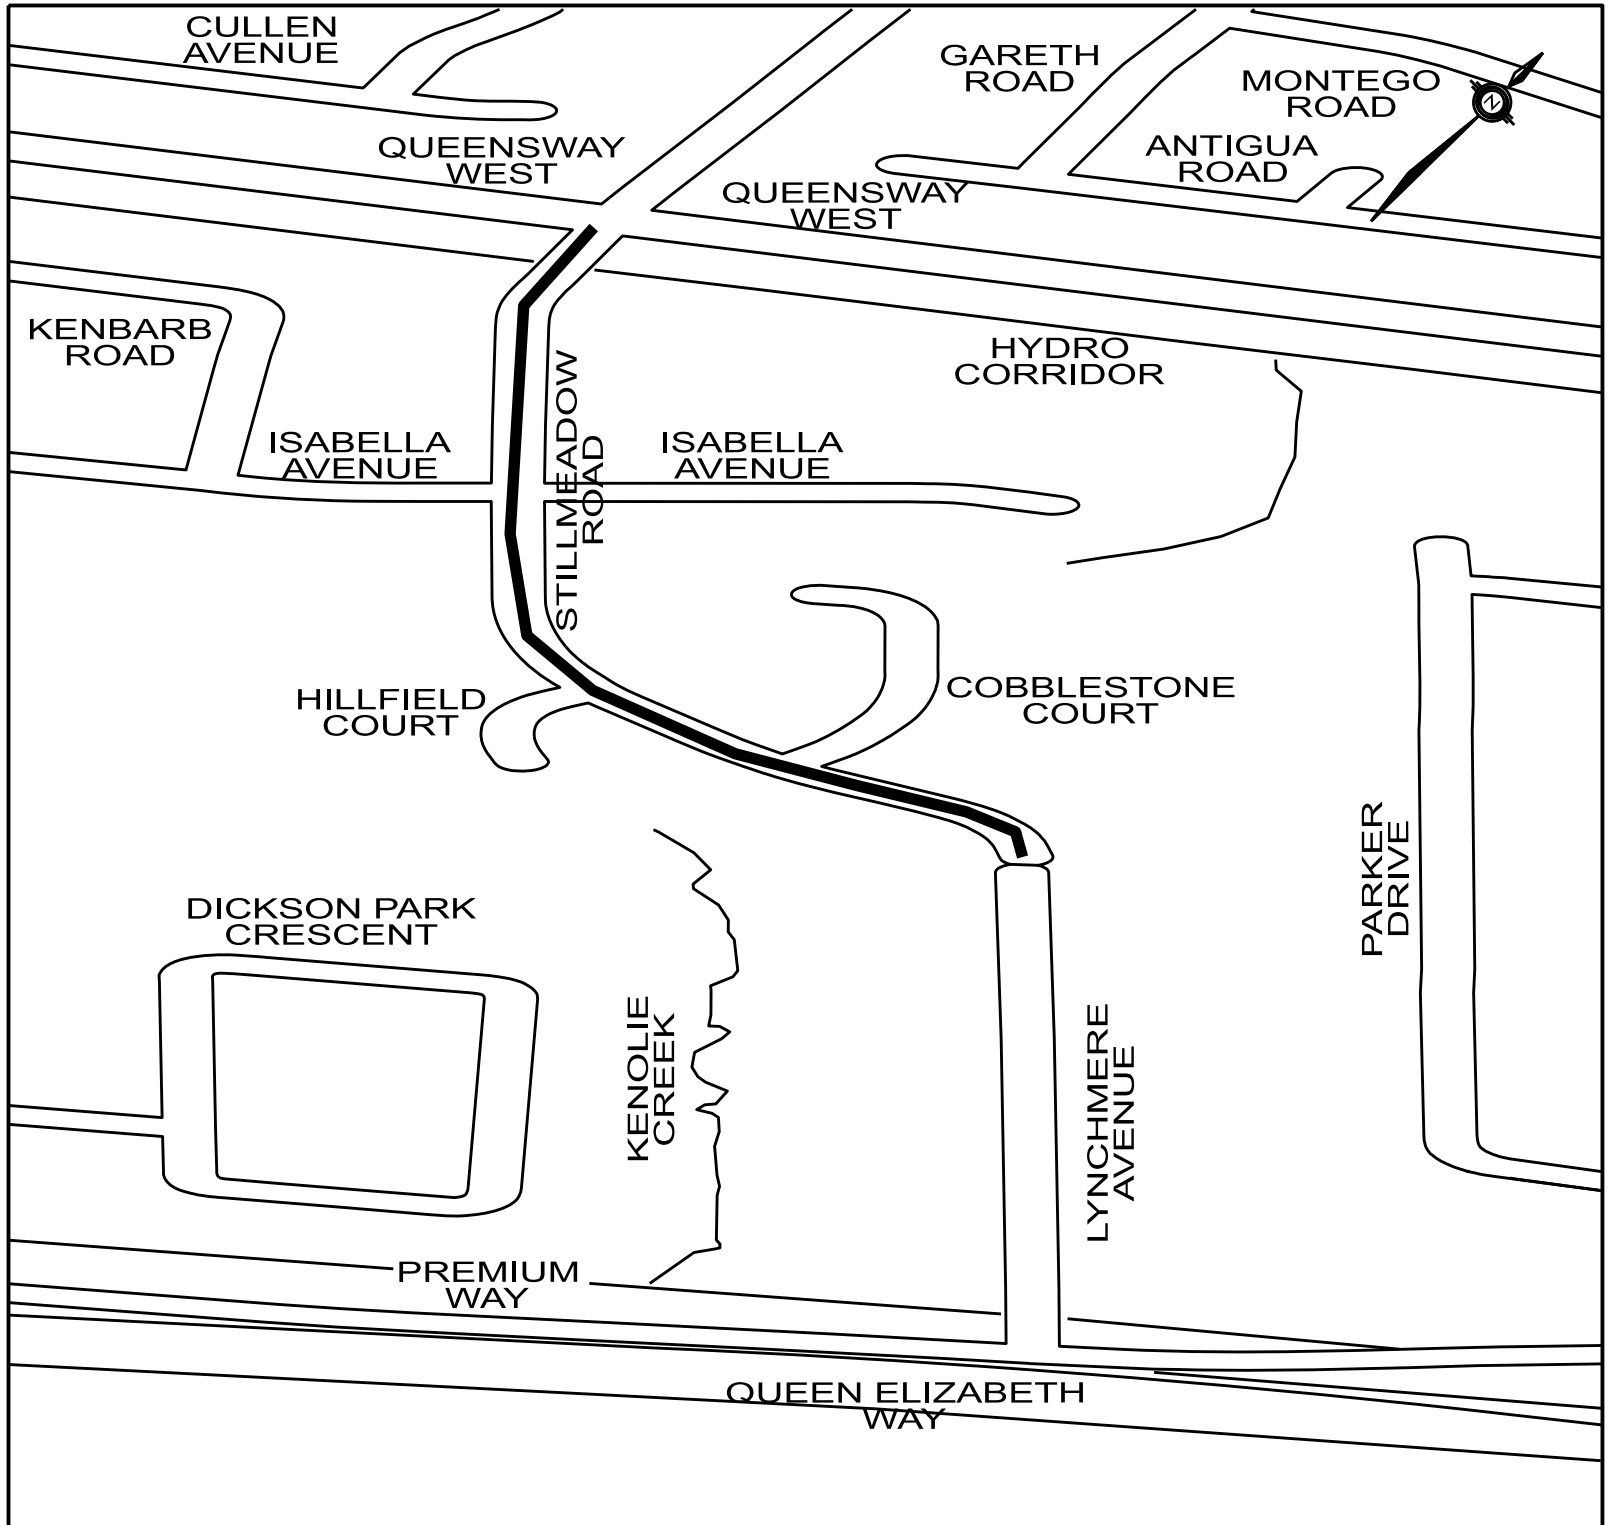 CULLEN
AVENUE
GARETH
ROAD
MONTEGO
ROAD
N
QUEENSWAY
WEST
ANTIGUA
ROAD
QUEENSWAY
WEST
KENBARB
ROAD
HYDRO
CORRIDOR
ISABELLA
AVENUE
STILLMEADOW
ROAD
ISABELLA
AVENUE
HILLFIELD
COURT
COBBLESTONE
COURT
PARKER
DRIVE
DICKSON PARK
CRESCENT
KENOLIE
CREEK
LYNCHMERE
AVENUE
PREMIUM
WAY
QUEEN ELIZABETH
WAY